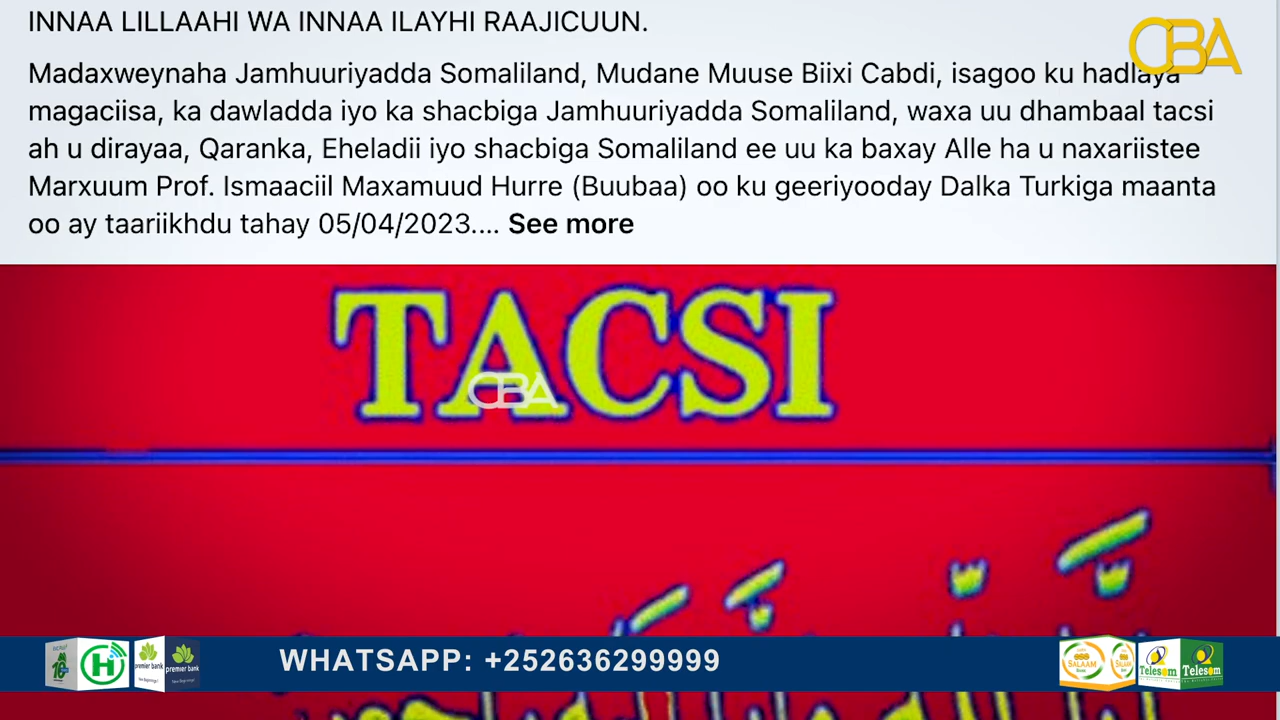 INNAA LILLAAHI WA INNAA ILAYHI RAAJICUUN.
CBA
Madaxweynaha Jamhuuriyadda Somaliland, Mudane Muuse Biixi Cabdi, isagoo ku hadlaya
magaciisa, ka dawladda iyo ka shacbiga Jamhuuriyadda Somaliland, waxa uu dhambaal tacsi
ah u dirayaa, Qaranka, Eheladii iyo shacbiga Somaliland ee uu ka baxay Alle ha u naxariistee
Marxuum Prof. Ismaaciil Maxamuud Hurre (Buubaa) oo ku geeriyooday Dalka Turkiga maanta
oo ay taariikhdu tahay 05/04/2023.... See more
TACSI
CBA
H
premier bank
premier bank
WHATSAPP: +252636299999
SALAAM
SALAAM
Telesom
Telesom